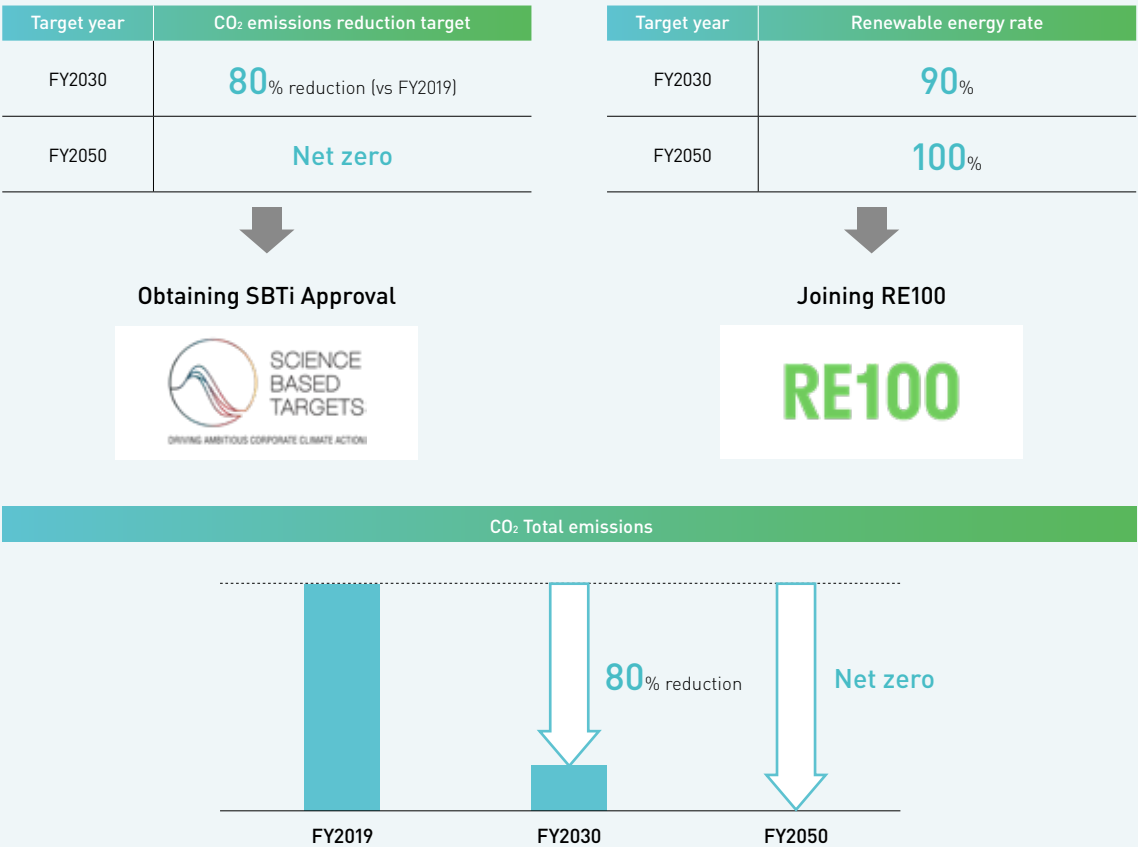 Target year CO₂ emissions reduction target
FY2030 80% reduction (vs FY2019)
FY2050 Net zero
Obtaining SBTi Approval
SCIENCE
BASED
TARGETS
DRIVING AMBITIOUS CORPORATE CLIMATE ACTION
Target year Renewable energy rate
FY2030 90%
FY2050 100%
Joining RE100
RE100
CO₂ Total emissions
80% reduction
Net zero
FY2019 FY2030 FY2050